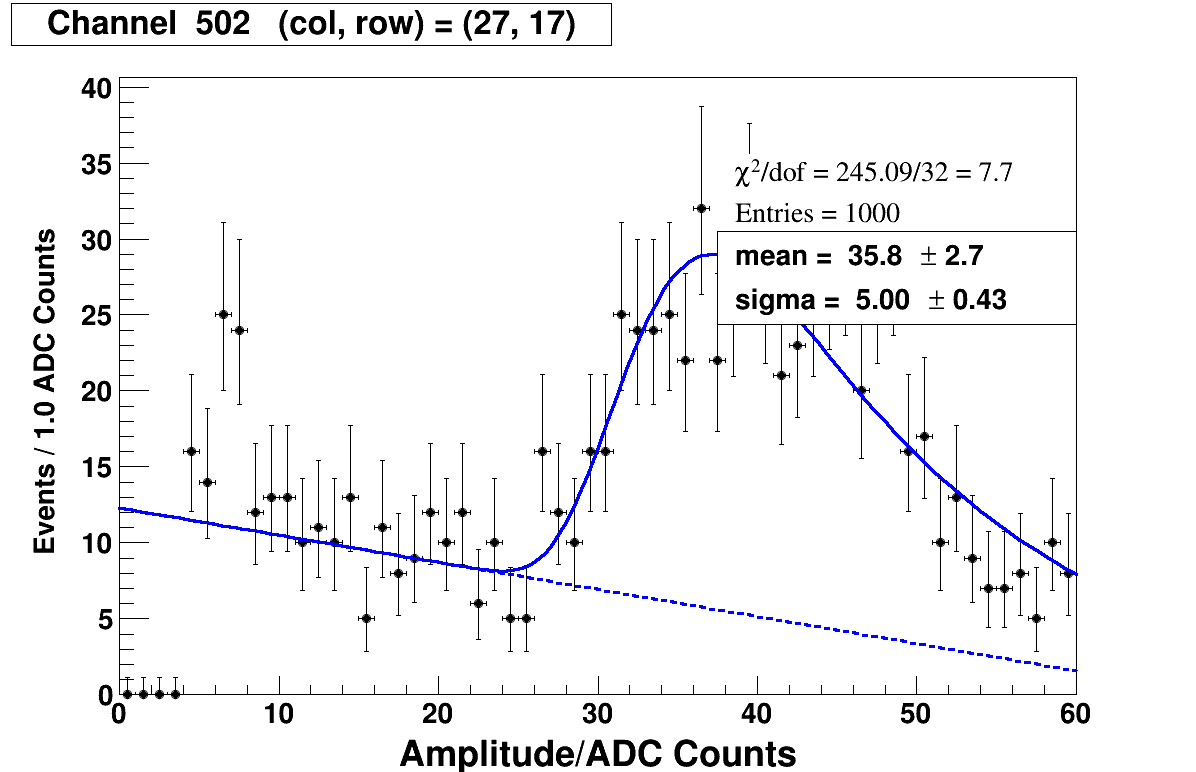 Channel 502 (col, row) = (27, 17)
40
35
30
25
20
15
10
5
0
Events / 1.0 ADC Counts
χ²/dof = 245.09/32 = 7.7
Entries = 1000
mean = 35.8 ± 2.7
sigma = 5.00 ± 0.43
0 10 20 30 40 50 60
Amplitude/ADC Counts